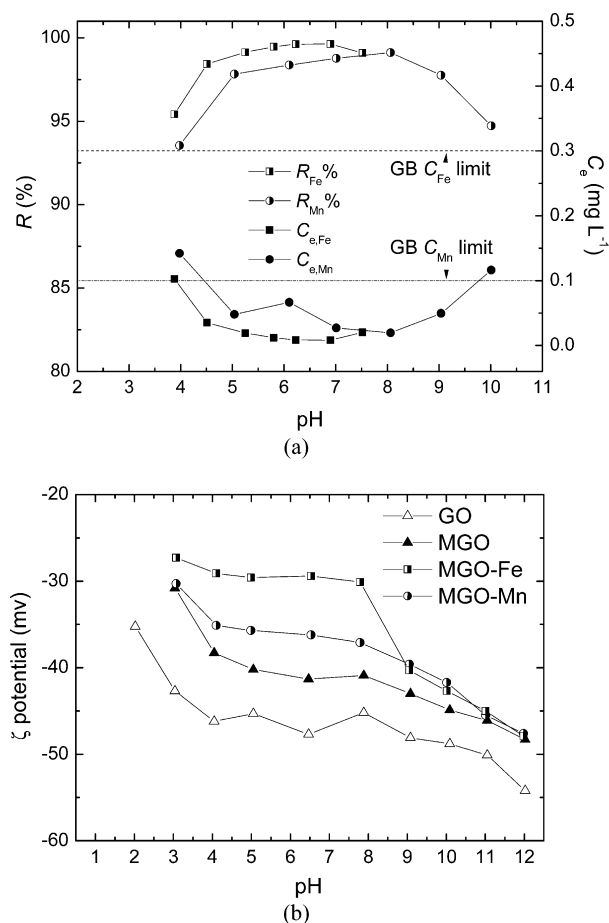 100
95
90
85
80
R (%)
0.5
0.4
0.3
0.2
0.1
0.0
C_e (mg L⁻¹)
GB C_Fe limit
R_Fe%
R_Mn%
C_e,Fe
C_e,Mn
GB C_Mn limit
2 3 4 5 6 7 8 9 10 11
pH
(a)
-20
-30
-40
-50
-60
ζ potential (mv)
GO
MGO
MGO-Fe
MGO-Mn
1 2 3 4 5 6 7 8 9 10 11 12
pH
(b)